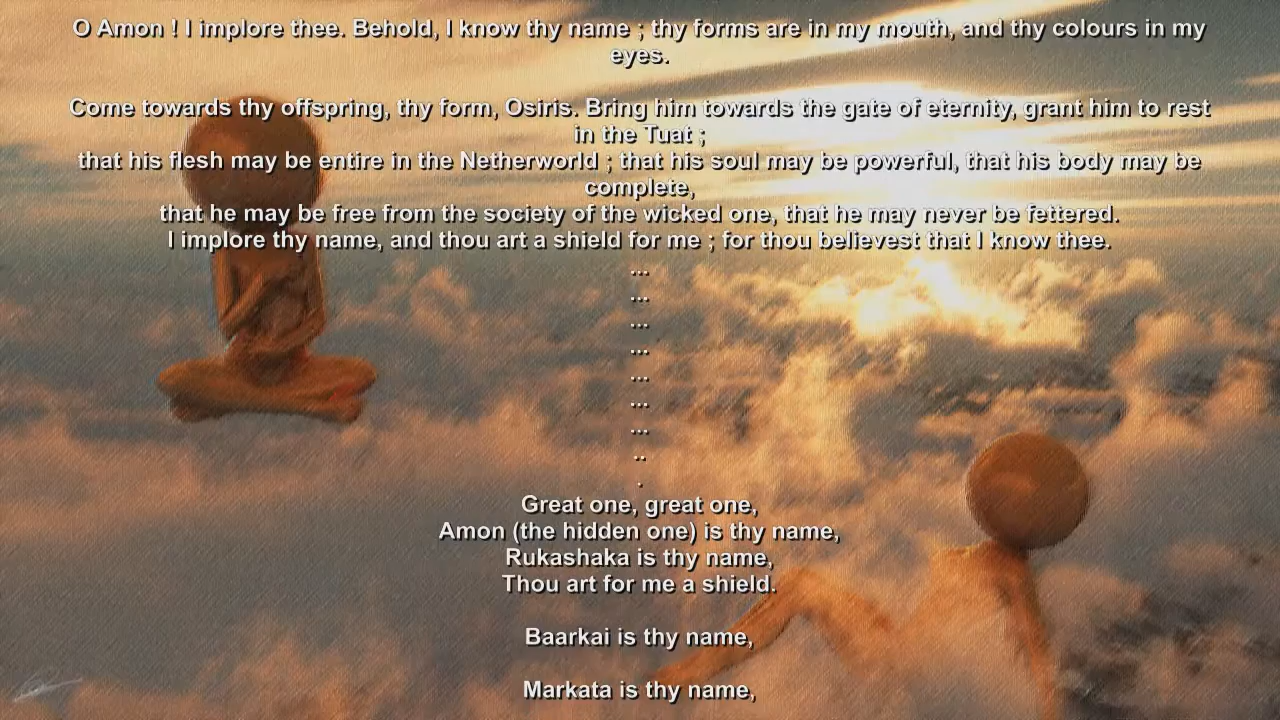 O Amon ! I implore thee. Behold, I know thy name ; thy forms are in my mouth, and thy colours in my
eyes.
Come towards thy offspring, thy form, Osiris. Bring him towards the gate of eternity, grant him to rest
in the Tuat ;
that his flesh may be entire in the Netherworld ; that his soul may be powerful, that his body may be
complete,
that he may be free from the society of the wicked one, that he may never be fettered.
I implore thy name, and thou art a shield for me ; for thou believest that I know thee.
...
...
...
...
...
...
...
..
.
Great one, great one,
Amon (the hidden one) is thy name,
Rukashaka is thy name,
Thou art for me a shield.
Baarkai is thy name,
Markata is thy name,